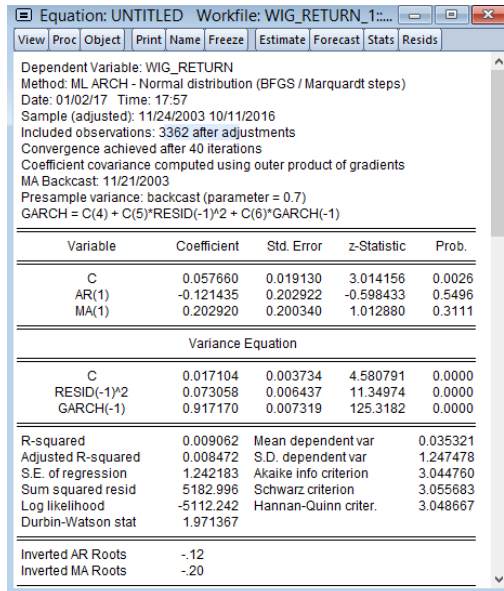 Equation: UNTITLED Workfile: WIG_RETURN_1::...
View Proc Object Print Name Freeze Estimate Forecast Stats Resids
Dependent Variable: WIG_RETURN
Method: ML ARCH - Normal distribution (BFGS / Marquardt steps)
Date: 01/02/17 Time: 17:57
Sample (adjusted): 11/24/2003 10/11/2016
Included observations: 3362 after adjustments
Convergence achieved after 40 iterations
Coefficient covariance computed using outer product of gradients
MA Backcast: 11/21/2003
Presample variance: backcast (parameter = 0.7)
GARCH = C(4) + C(5)*RESID(-1)^2 + C(6)*GARCH(-1)
Variable Coefficient Std. Error z-Statistic Prob.
C 0.057660 0.019130 3.014156 0.0026
AR(1) -0.121435 0.202922 -0.598433 0.5496
MA(1) 0.202920 0.200340 1.012880 0.3111
Variance Equation
C 0.017104 0.003734 4.580791 0.0000
RESID(-1)^2 0.073058 0.006437 11.34974 0.0000
GARCH(-1) 0.917170 0.007319 125.3182 0.0000
R-squared 0.009062 Mean dependent var 0.035321
Adjusted R-squared 0.008472 S.D. dependent var 1.247478
S.E. of regression 1.242183 Akaike info criterion 3.044760
Sum squared resid 5182.996 Schwarz criterion 3.055683
Log likelihood -5112.242 Hannan-Quinn criter. 3.048667
Durbin-Watson stat 1.971367
Inverted AR Roots -.12
Inverted MA Roots -.20